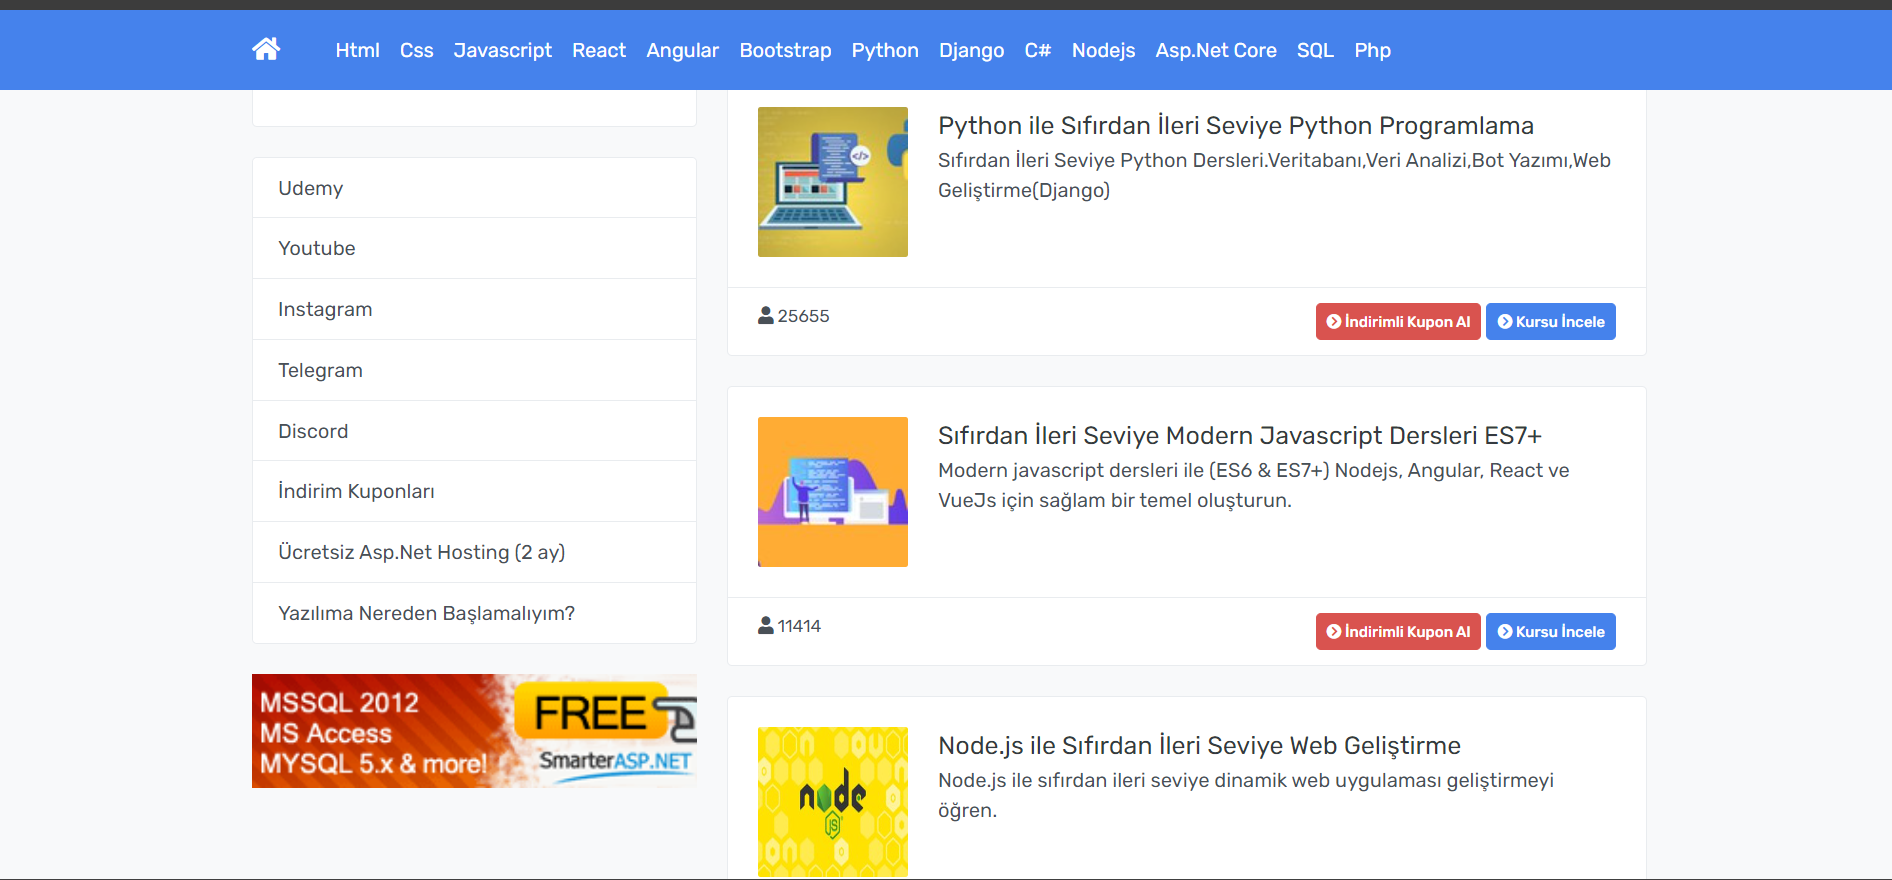 Html Css Javascript React Angular Bootstrap Python Django C# Nodejs Asp.Net Core SQL Php
Udemy
Youtube
Instagram
Telegram
Discord
İndirim Kuponları
Ücretsiz Asp.Net Hosting (2 ay)
Yazılıma Nereden Başlamalıyım?
MSSQL 2012
MS Access
MYSQL 5.x & more!
FREE
SmarterASP.NET
Python ile Sıfırdan İleri Seviye Python Programlama
Sıfırdan İleri Seviye Python Dersleri.Veritabanı,Veri Analizi,Bot Yazımı,Web
Geliştirme(Django)
25655
İndirimli Kupon Al Kursu İncele
Sıfırdan İleri Seviye Modern Javascript Dersleri ES7+
Modern javascript dersleri ile (ES6 & ES7+) Nodejs, Angular, React ve
VueJs için sağlam bir temel oluşturun.
11414
İndirimli Kupon Al Kursu İncele
node
JS
Node.js ile Sıfırdan İleri Seviye Web Geliştirme
Node.js ile sıfırdan ileri seviye dinamik web uygulaması geliştirmeyi
öğren.